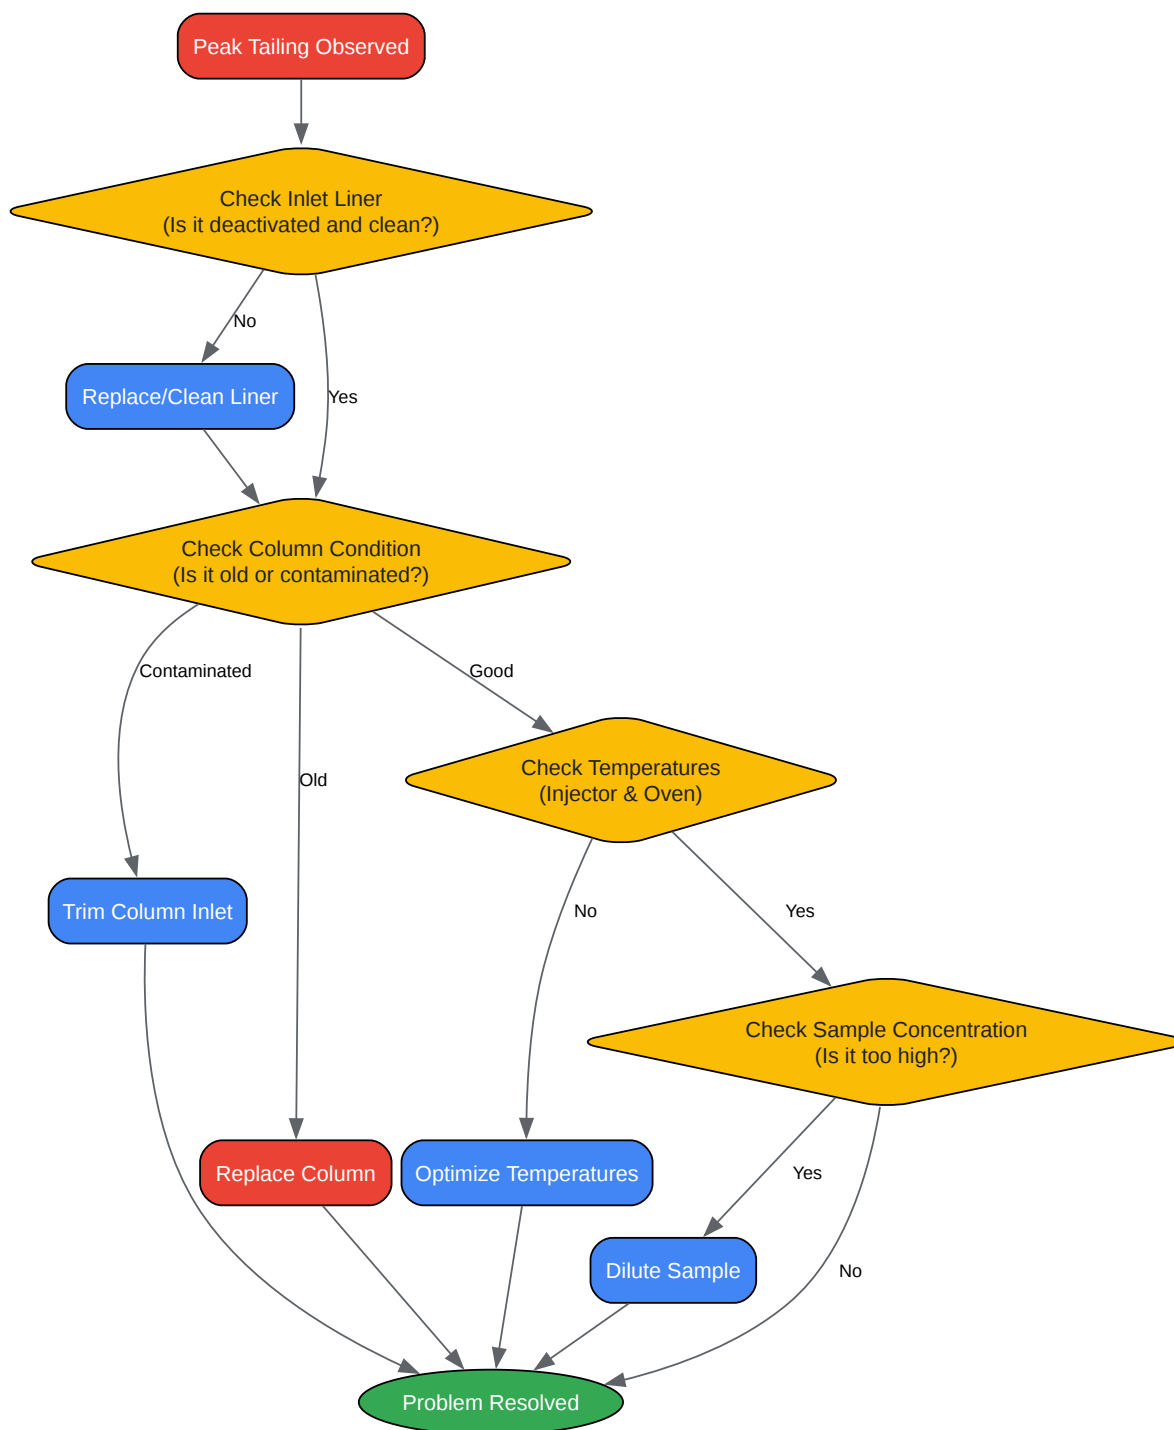 Peak Tailing Observed
Check Inlet Liner
(Is it deactivated and clean?)
No
Replace/Clean Liner
Yes
Check Column Condition
(Is it old or contaminated?)
Contaminated
Good
Old
Check Temperatures
(Injector & Oven)
Trim Column Inlet
No
Yes
Check Sample Concentration
(Is it too high?)
Replace Column
Optimize Temperatures
Yes
Dilute Sample
No
Problem Resolved